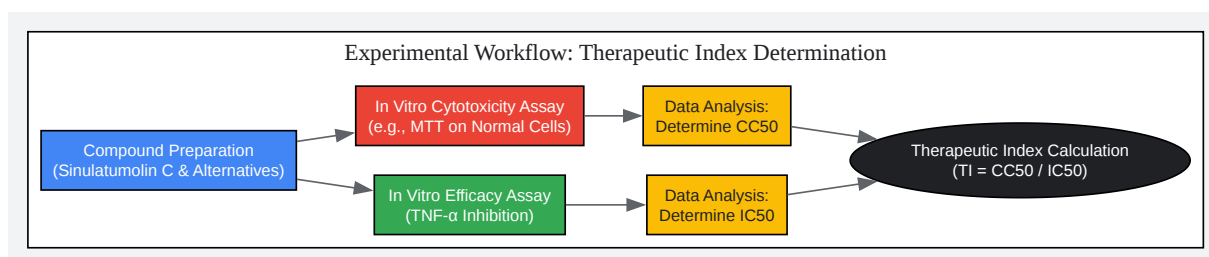 Experimental Workflow: Therapeutic Index Determination
Compound Preparation
(Sinulatumolin C & Alternatives)
In Vitro Cytotoxicity Assay
(e.g., MTT on Normal Cells)
Data Analysis:
Determine CC50
In Vitro Efficacy Assay
(TNF-α Inhibition)
Data Analysis:
Determine IC50
Therapeutic Index Calculation
(TI = CC50 / IC50)